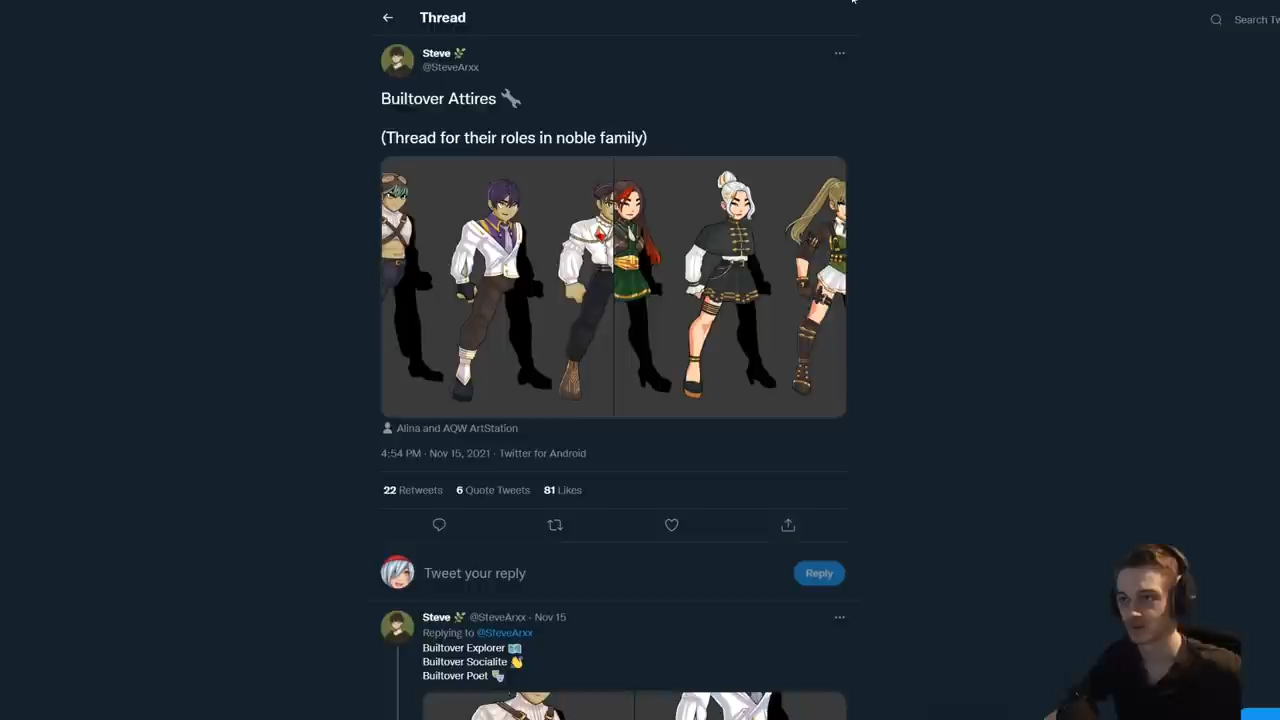 Thread
Search Tw
Steve
@SteveArxx
Builtover Attires
(Thread for their roles in noble family)
Alina and AQW ArtStation
4:54 PM · Nov 15, 2021 · Twitter for Android
22 Retweets 6 Quote Tweets 81 Likes
Tweet your reply
Reply
Steve @SteveArxx · Nov 15
Replying to @SteveArxx
Builtover Explorer
Builtover Socialite
Builtover Poet